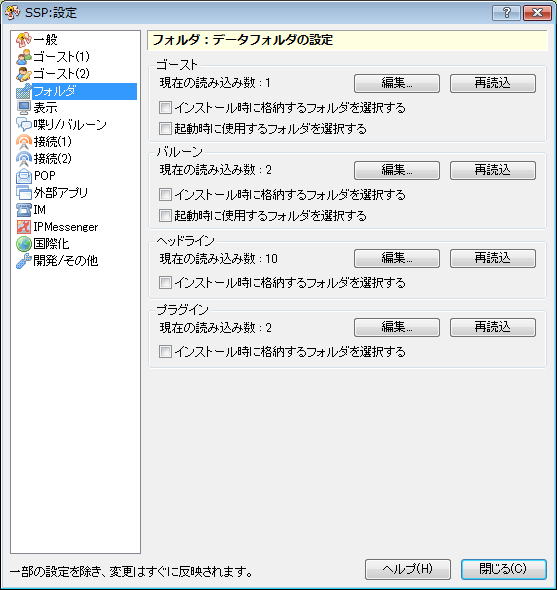 SSP:設定
一般
ゴースト(1)
ゴースト(2)
フォルダ
表示
喋り/バルーン
接続(1)
接続(2)
POP
外部アプリ
IM
IPMessenger
国際化
開発/その他
フォルダ：データフォルダの設定
ゴースト
現在の読み込み数 : 1 編集... 再読込
インストール時に格納するフォルダを選択する
起動時に使用するフォルダを選択する
バルーン
現在の読み込み数 : 2 編集... 再読込
インストール時に格納するフォルダを選択する
起動時に使用するフォルダを選択する
ヘッドライン
現在の読み込み数 : 10 編集... 再読込
インストール時に格納するフォルダを選択する
プラグイン
現在の読み込み数 : 2 編集... 再読込
インストール時に格納するフォルダを選択する
一部の設定を除き、変更はすぐに反映されます。 ヘルプ(H) 閉じる(C)